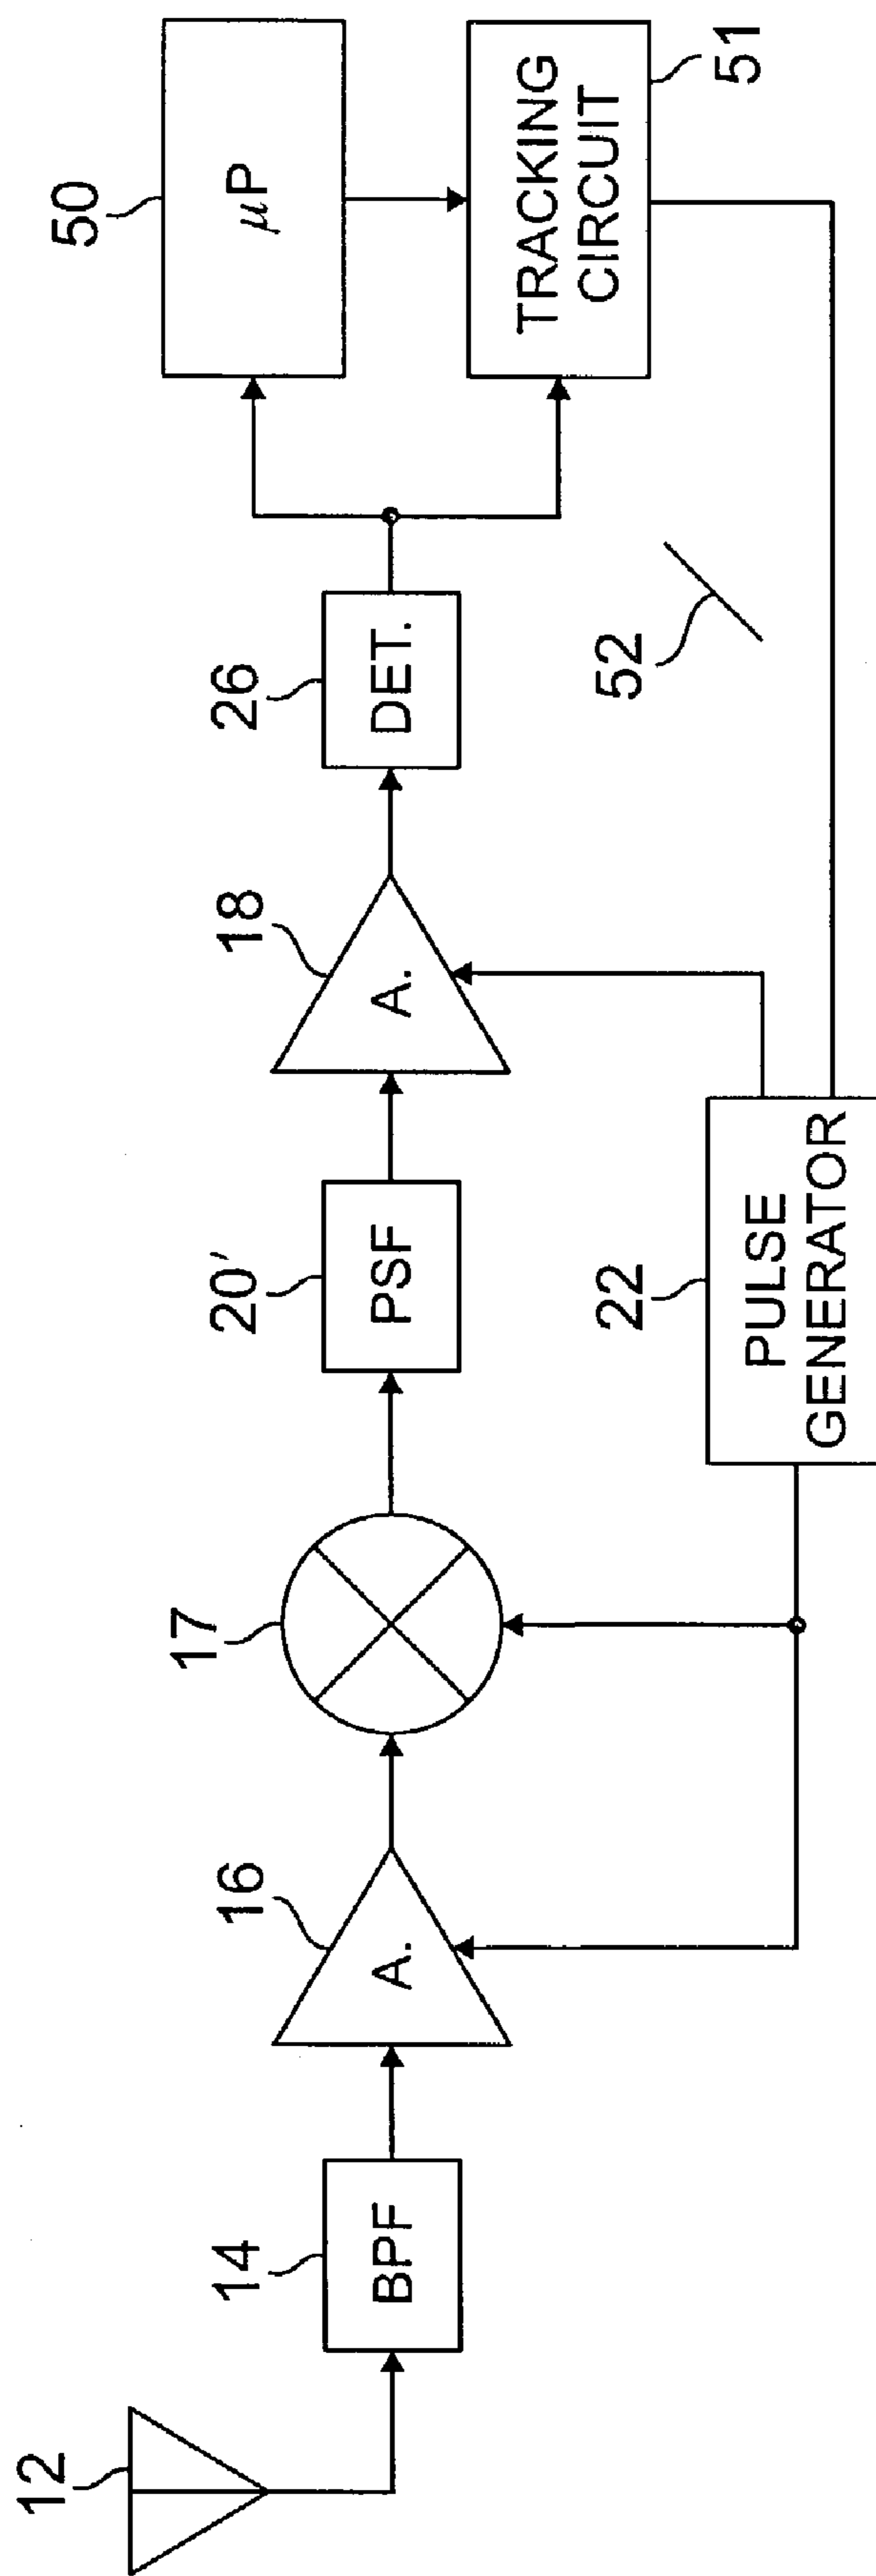 12
14
BPF
16
A.
17
20′
PSF
18
A.
26
DET.
50
μP
TRACKING
CIRCUIT
51
52
22
PULSE
GENERATOR